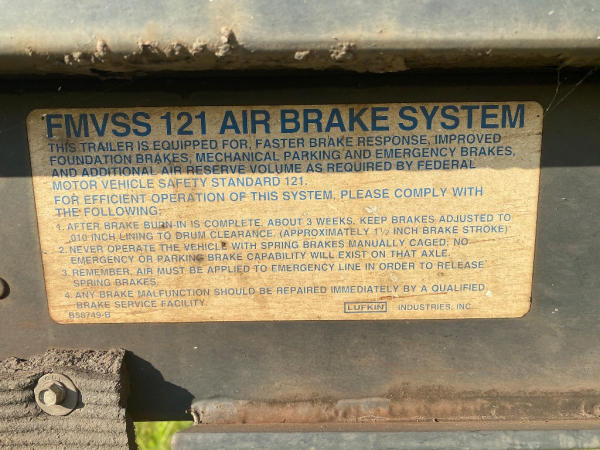 FMVSS 121 AIR BRAKE SYSTEM
THIS TRAILER IS EQUIPPED FOR, FASTER BRAKE RESPONSE, IMPROVED
FOUNDATION BRAKES, MECHANICAL PARKING AND EMERGENCY BRAKES,
AND ADDITIONAL AIR RESERVE VOLUME AS REQUIRED BY FEDERAL
MOTOR VEHICLE SAFETY STANDARD 121.
FOR EFFICIENT OPERATION OF THIS SYSTEM, PLEASE COMPLY WITH
THE FOLLOWING:
1. AFTER BRAKE BURN-IN IS COMPLETE, ABOUT 3 WEEKS, KEEP BRAKES ADJUSTED TO
.010 INCH LINING TO DRUM CLEARANCE. (APPROXIMATELY 1½ INCH BRAKE STROKE)
2. NEVER OPERATE THE VEHICLE WITH SPRING BRAKES MANUALLY CAGED, NO
EMERGENCY OR PARKING BRAKE CAPABILITY WILL EXIST ON THAT AXLE.
3. REMEMBER, AIR MUST BE APPLIED TO EMERGENCY LINE IN ORDER TO RELEASE
SPRING BRAKES.
4. ANY BRAKE MALFUNCTION SHOULD BE REPAIRED IMMEDIATELY BY A QUALIFIED
BRAKE SERVICE FACILITY.
B58749-B LUFKIN INDUSTRIES, INC.